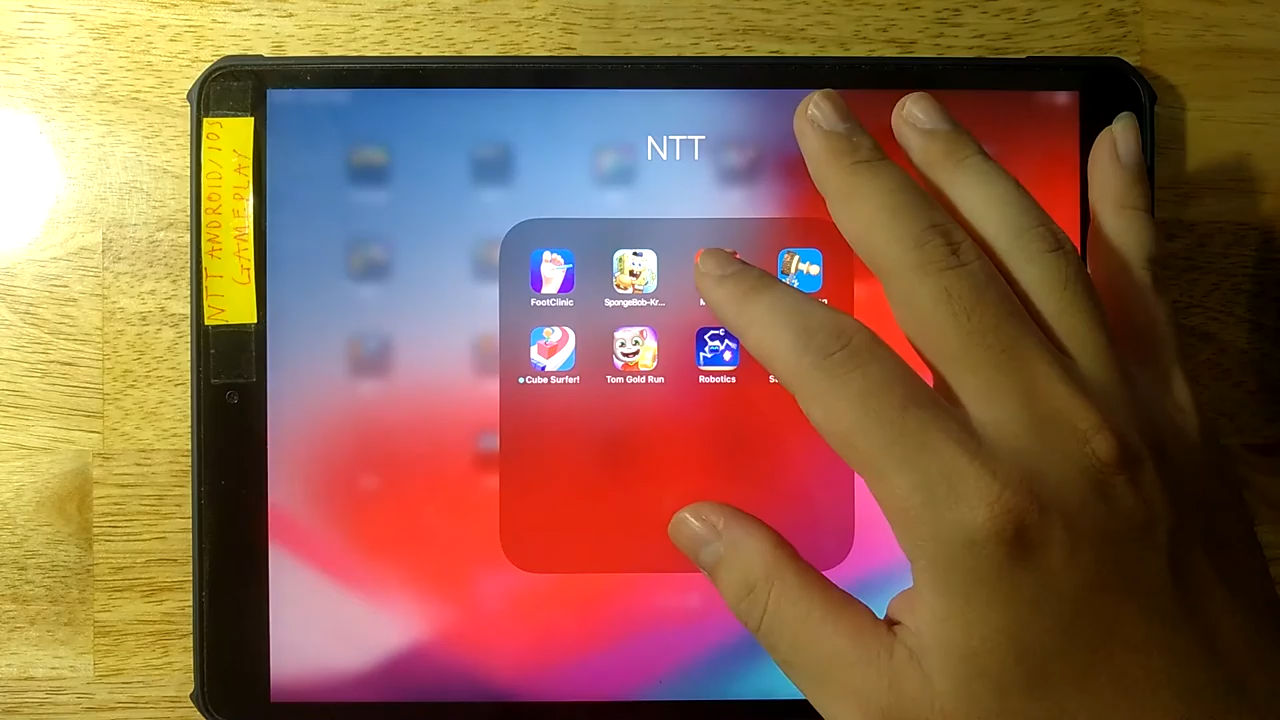 NTT ANDROID/IOS
GAMEPLAY
NTT
FootClinic
SpongeBob-Kr...
Cube Surfer!
Tom Gold Run
Robotics